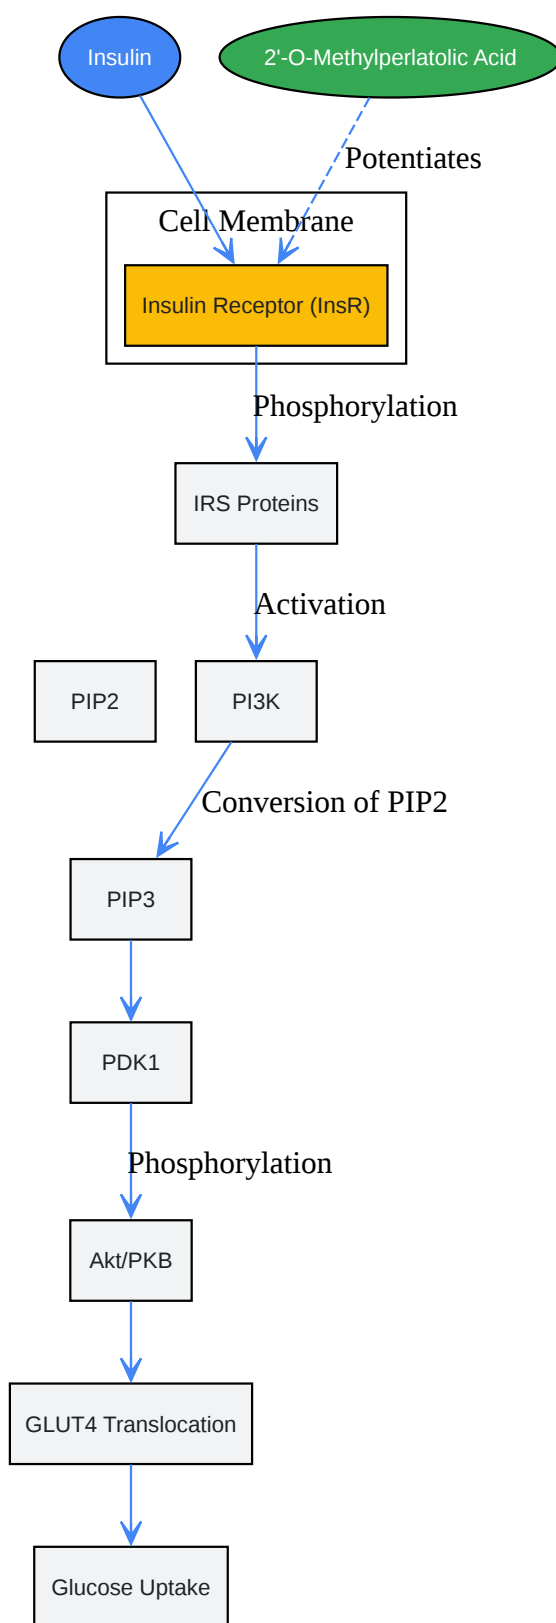 Insulin
2'-O-Methylperlatolic Acid
Potentiates
Cell Membrane
Insulin Receptor (InsR)
Phosphorylation
IRS Proteins
Activation
PIP2
PI3K
Conversion of PIP2
PIP3
PDK1
Phosphorylation
Akt/PKB
GLUT4 Translocation
Glucose Uptake